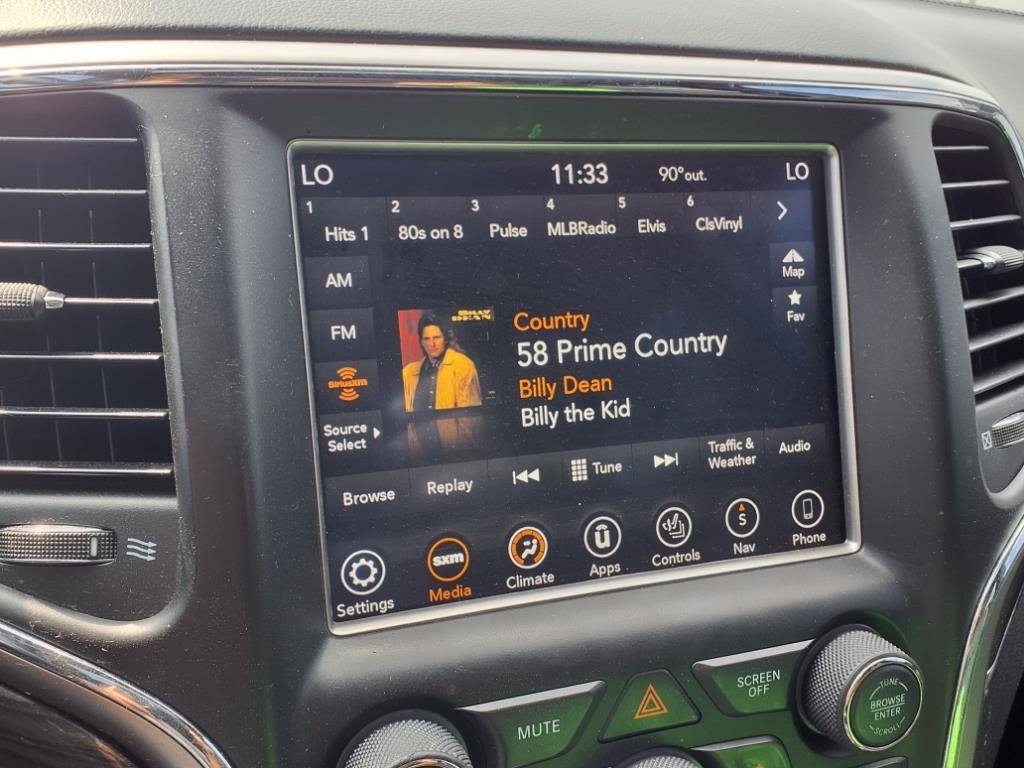 LO 11:33 90°out. LO
1 2 3 4 5 6
Hits 1 80s on 8 Pulse MLBRadio Elvis ClsVinyl
AM
Map
FM
Fav
Country
58 Prime Country
SiriusXM
Billy Dean
Billy the Kid
BILLY
DEAN
Source
Select
Browse Replay Tune Traffic &
Weather Audio
sxm
S
Settings Media Climate Apps Controls Nav Phone
MUTE
SCREEN
OFF
TUNE
BROWSE
ENTER
SCROLL